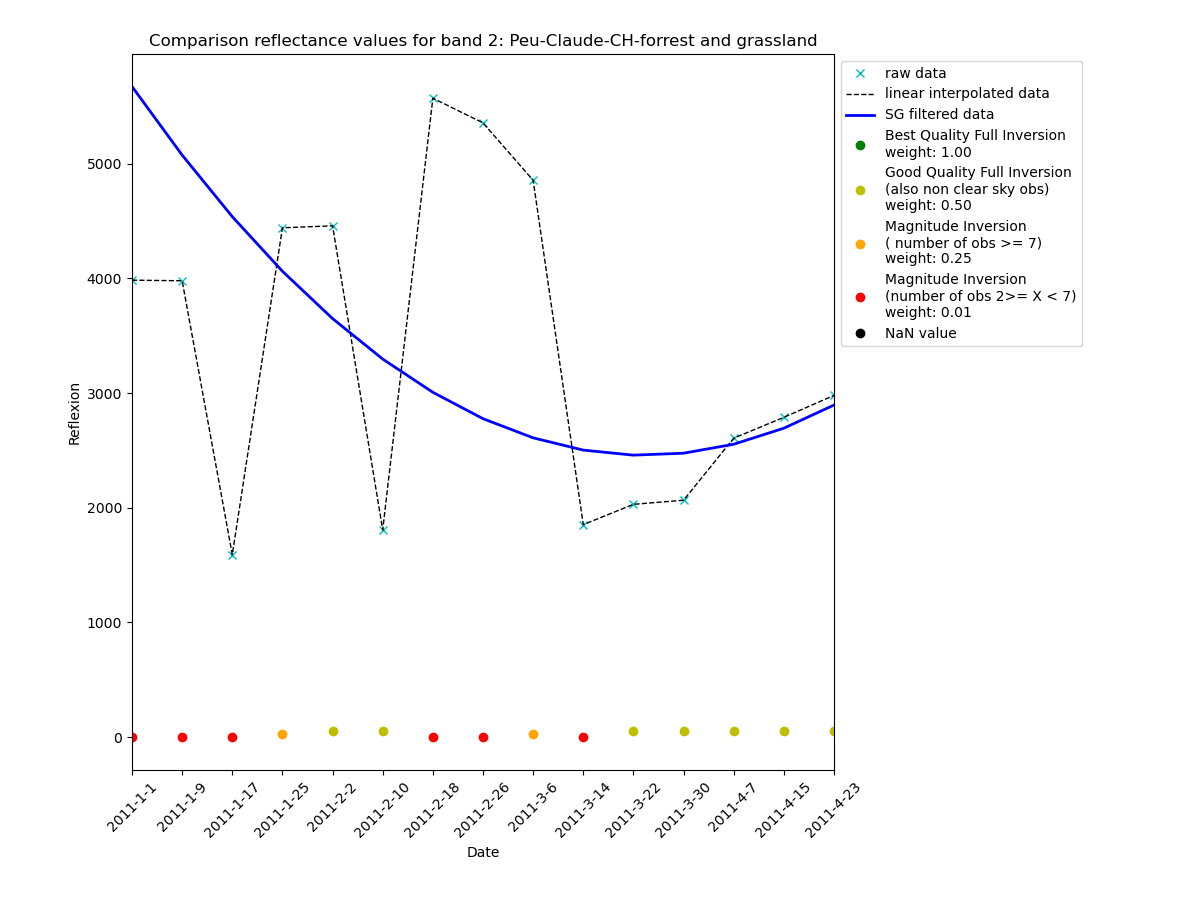 Comparison reflectance values for band 2: Peu-Claude-CH-forrest and grassland
raw data
linear interpolated data
SG filtered data
Best Quality Full Inversion
weight: 1.00
Good Quality Full Inversion
(also non clear sky obs)
weight: 0.50
Magnitude Inversion
( number of obs >= 7)
weight: 0.25
Magnitude Inversion
(number of obs 2>= X < 7)
weight: 0.01
NaN value
Reflexion
5000
4000
3000
2000
1000
0
2011-1-1
2011-1-9
2011-1-17
2011-1-25
2011-2-2
2011-2-10
2011-2-18
2011-2-26
2011-3-6
2011-3-14
2011-3-22
2011-3-30
2011-4-7
2011-4-15
2011-4-23
Date